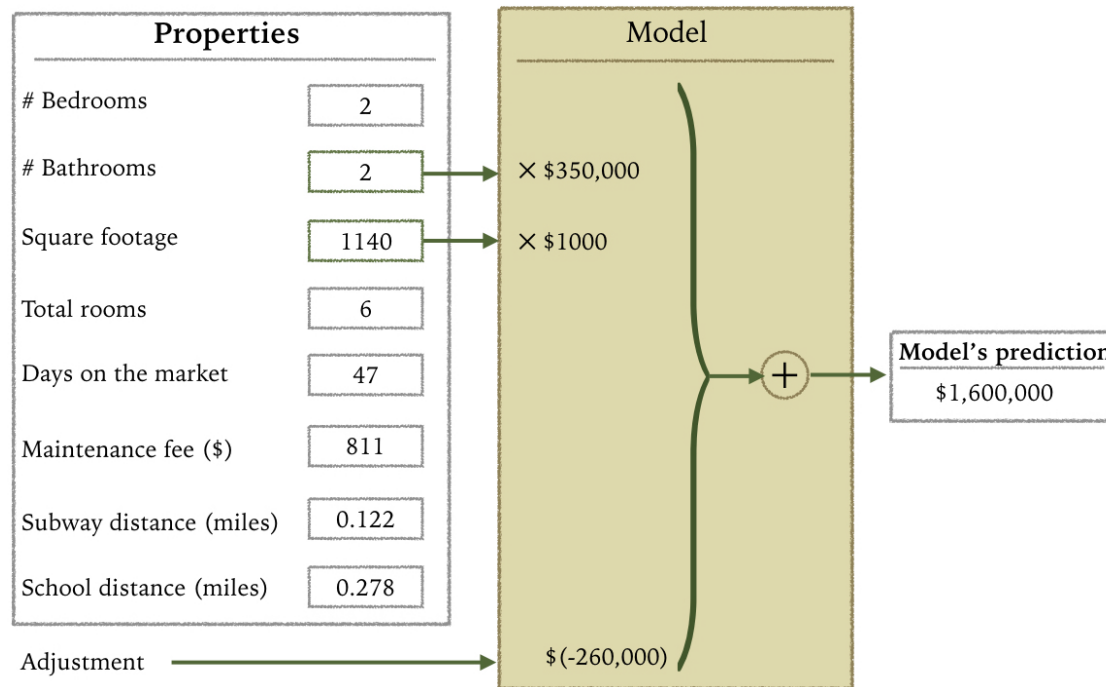 Properties
Model
# Bedrooms 2
# Bathrooms 2 × $350,000
Square footage 1140 × $1000
Total rooms 6
Days on the market 47
Maintenance fee ($) 811
Subway distance (miles) 0.122
School distance (miles) 0.278
Adjustment $(-260,000)
+
Model's prediction
$1,600,000